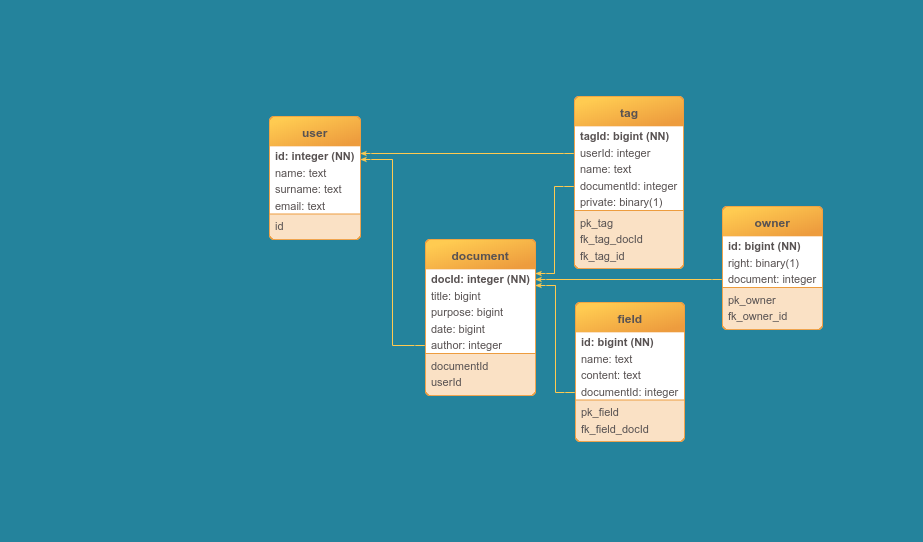 user
id: integer (NN)
name: text
surname: text
email: text
id
document
docId: integer (NN)
title: bigint
purpose: bigint
date: bigint
author: integer
documentId
userId
tag
tagId: bigint (NN)
userId: integer
name: text
documentId: integer
private: binary(1)
pk_tag
fk_tag_docId
fk_tag_id
field
id: bigint (NN)
name: text
content: text
documentId: integer
pk_field
fk_field_docId
owner
id: bigint (NN)
right: binary(1)
document: integer
pk_owner
fk_owner_id